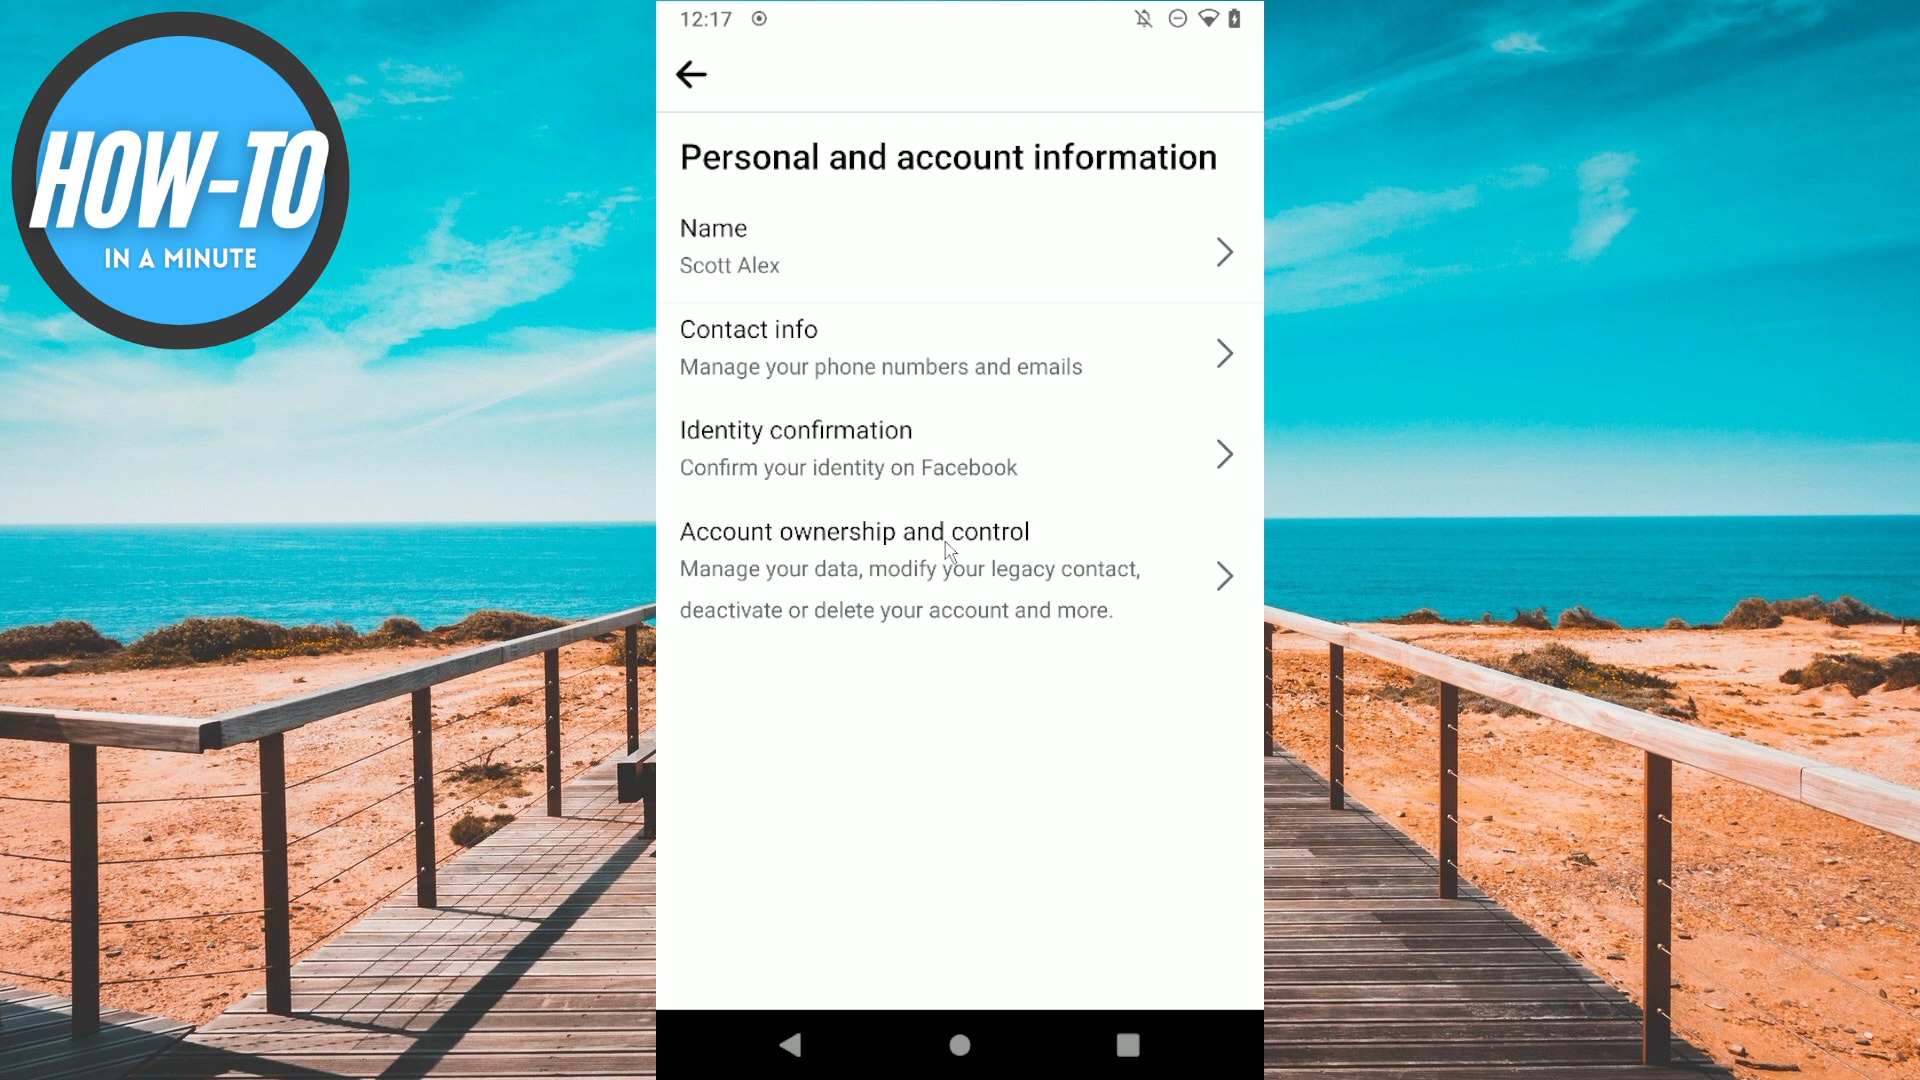 HOW-TO
IN A MINUTE
12:17
Personal and account information
Name
Scott Alex
Contact info
Manage your phone numbers and emails
Identity confirmation
Confirm your identity on Facebook
Account ownership and control
Manage your data, modify your legacy contact,
deactivate or delete your account and more.